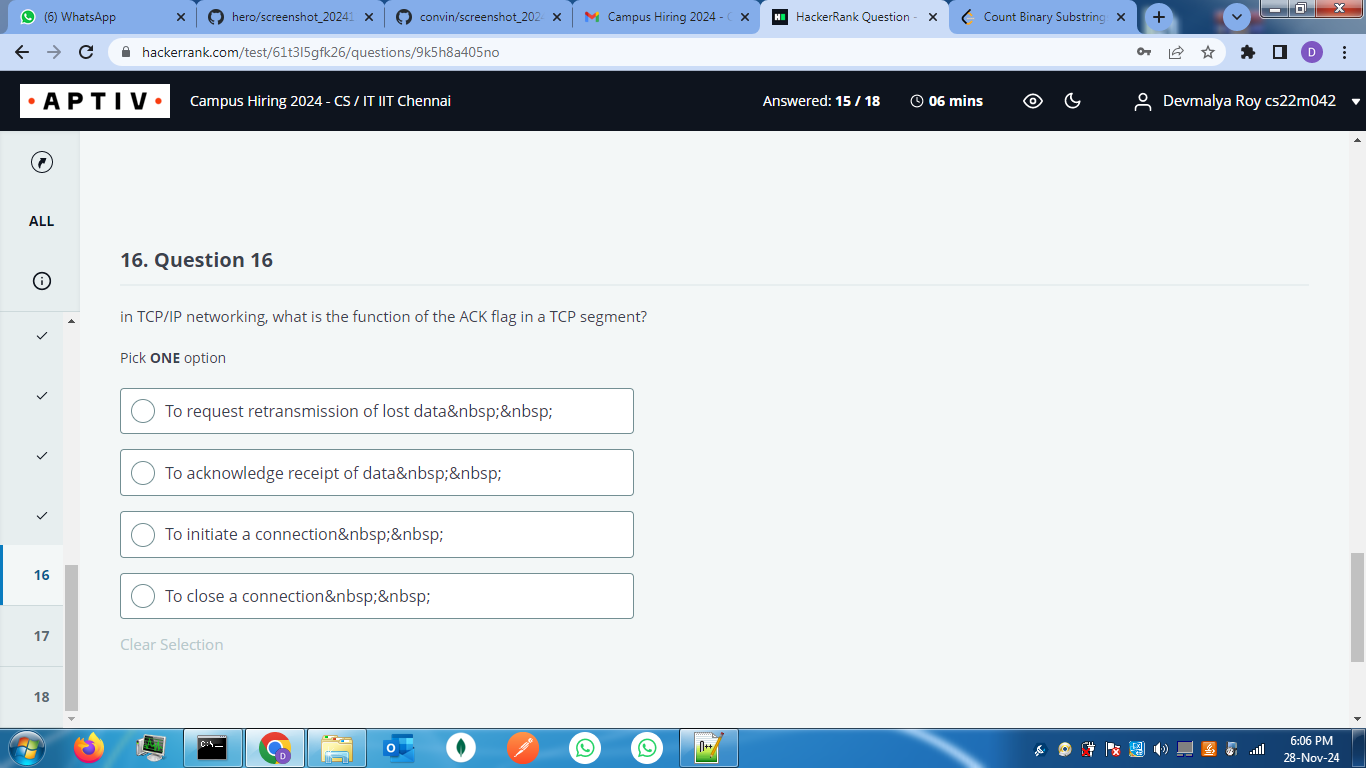 (6) WhatsApp
hero/screenshot_20241
convin/screenshot_202
Campus Hiring 2024 - C
HackerRank Question -
Count Binary Substring
hackerrank.com/test/61t3l5gfk26/questions/9k5h8a405no
D
• A P T I V •
Campus Hiring 2024 - CS / IT IIT Chennai
Answered: 15 / 18
06 mins
Devmalya Roy cs22m042
ALL
16. Question 16
in TCP/IP networking, what is the function of the ACK flag in a TCP segment?
Pick ONE option
To request retransmission of lost data&nbsp;&nbsp;
To acknowledge receipt of data&nbsp;&nbsp;
To initiate a connection&nbsp;&nbsp;
To close a connection&nbsp;&nbsp;
Clear Selection
16
17
18
6:06 PM
28-Nov-24